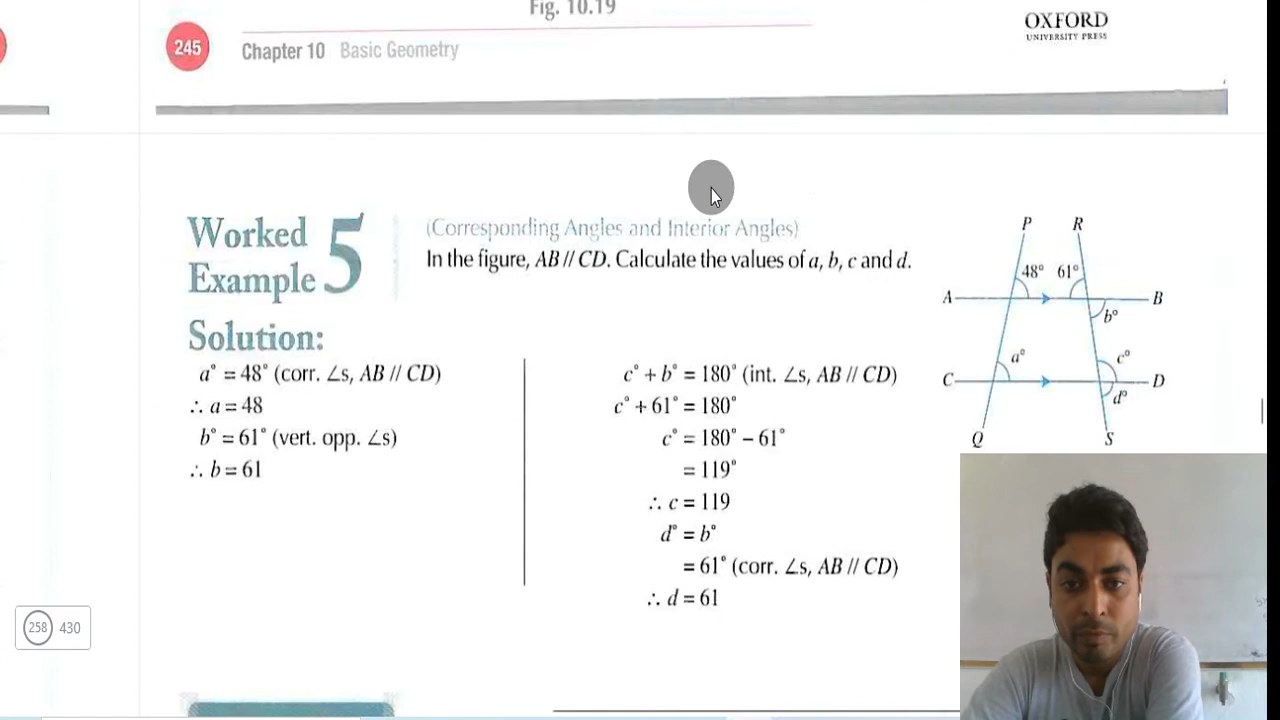 Fig. 10.19
245 Chapter 10 Basic Geometry
OXFORD
UNIVERSITY PRESS
Worked
Example 5
(Corresponding Angles and Interior Angles)
In the figure, AB // CD. Calculate the values of a, b, c and d.
Solution:
a° = 48° (corr. ∠s, AB // CD)
∴ a = 48
b° = 61° (vert. opp. ∠s)
∴ b = 61
c° + b° = 180° (int. ∠s, AB // CD)
c° + 61° = 180°
c° = 180° − 61°
= 119°
∴ c = 119
d° = b°
= 61° (corr. ∠s, AB // CD)
∴ d = 61
P R
48° 61°
A B
b°
a° c°
C D
d°
Q S
258 430